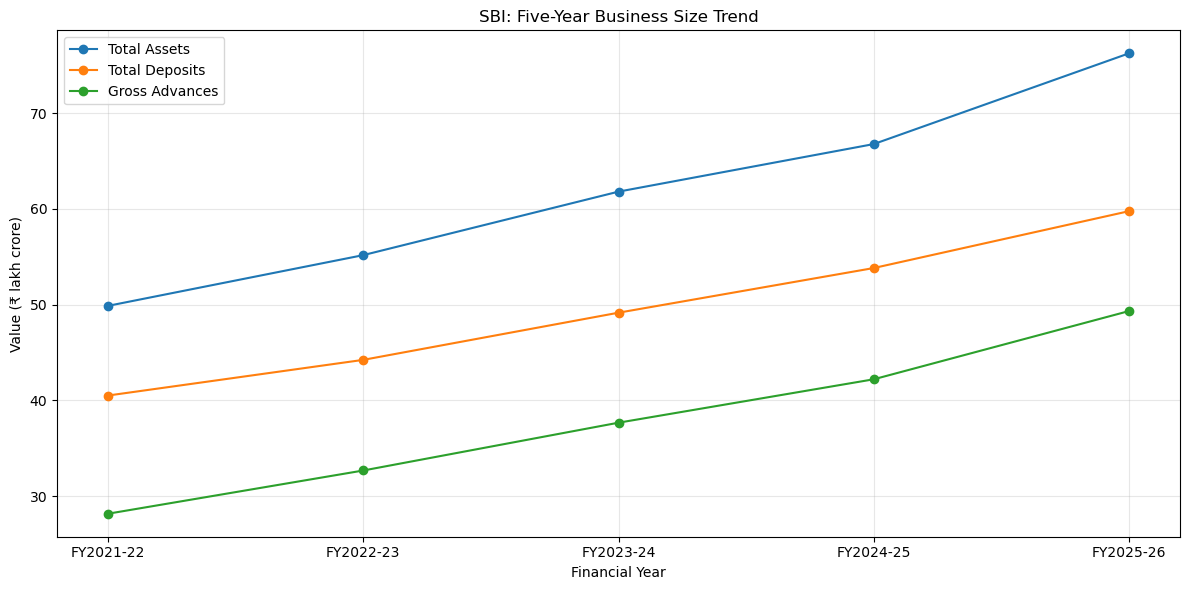 SBI: Five-Year Business Size Trend
Total Assets
Total Deposits
Gross Advances
Value (₹ lakh crore)
70
60
50
40
30
FY2021-22 FY2022-23 FY2023-24 FY2024-25 FY2025-26
Financial Year